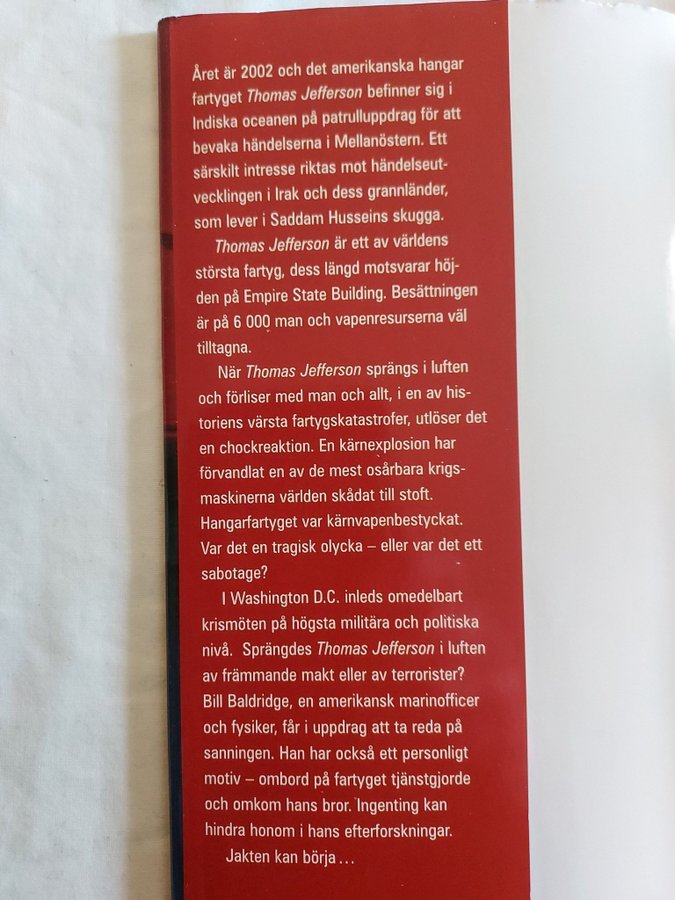 Året är 2002 och det amerikanska hangar
fartyget Thomas Jefferson befinner sig i
Indiska oceanen på patrulluppdrag för att
bevaka händelserna i Mellanöstern. Ett
särskilt intresse riktas mot händelseut-
vecklingen i Irak och dess grannländer,
som lever i Saddam Husseins skugga.
Thomas Jefferson är ett av världens
största fartyg, dess längd motsvarar höj-
den på Empire State Building. Besättningen
är på 6 000 man och vapenresurserna väl
tilltagna.
När Thomas Jefferson sprängs i luften
och förliser med man och allt, i en av his-
toriens värsta fartygskatastrofer, utlöser det
en chockreaktion. En kärnexplosion har
förvandlat en av de mest osårbara krigs-
maskinerna världen skådat till stoft.
Hangarfartyget var kärnvapenbestyckat.
Var det en tragisk olycka – eller var det ett
sabotage?
I Washington D.C. inleds omedelbart
krismöten på högsta militära och politiska
nivå. Sprängdes Thomas Jefferson i luften
av främmande makt eller av terrorister?
Bill Baldridge, en amerikansk marinofficer
och fysiker, får i uppdrag att ta reda på
sanningen. Han har också ett personligt
motiv – ombord på fartyget tjänstgjorde
och omkom hans bror. Ingenting kan
hindra honom i hans efterforskningar.
Jakten kan börja…